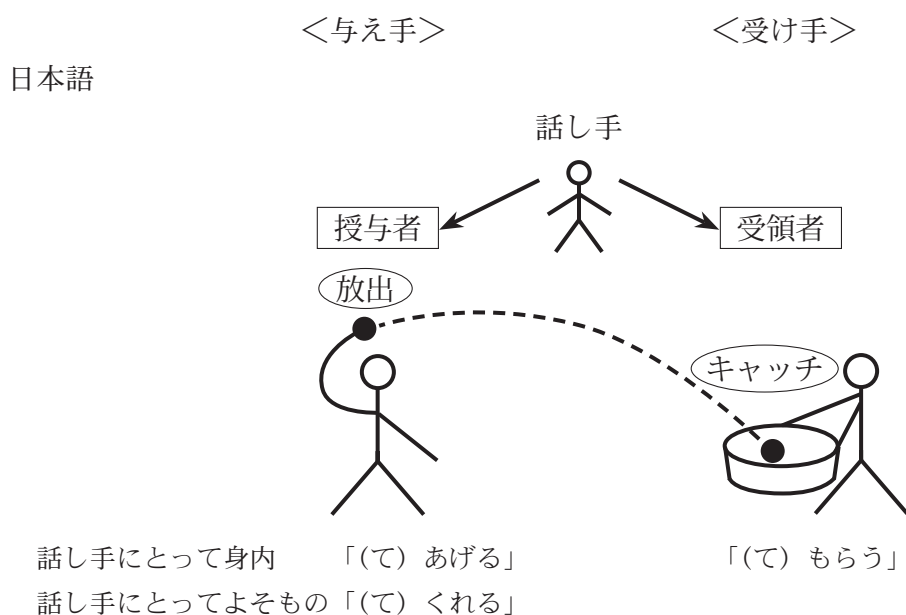 ＜与え手＞ ＜受け手＞
日本語
話し手
授与者 受領者
放出
キャッチ
話し手にとって身内 「(て) あげる」 「(て) もらう」
話し手にとってよそもの「(て) くれる」